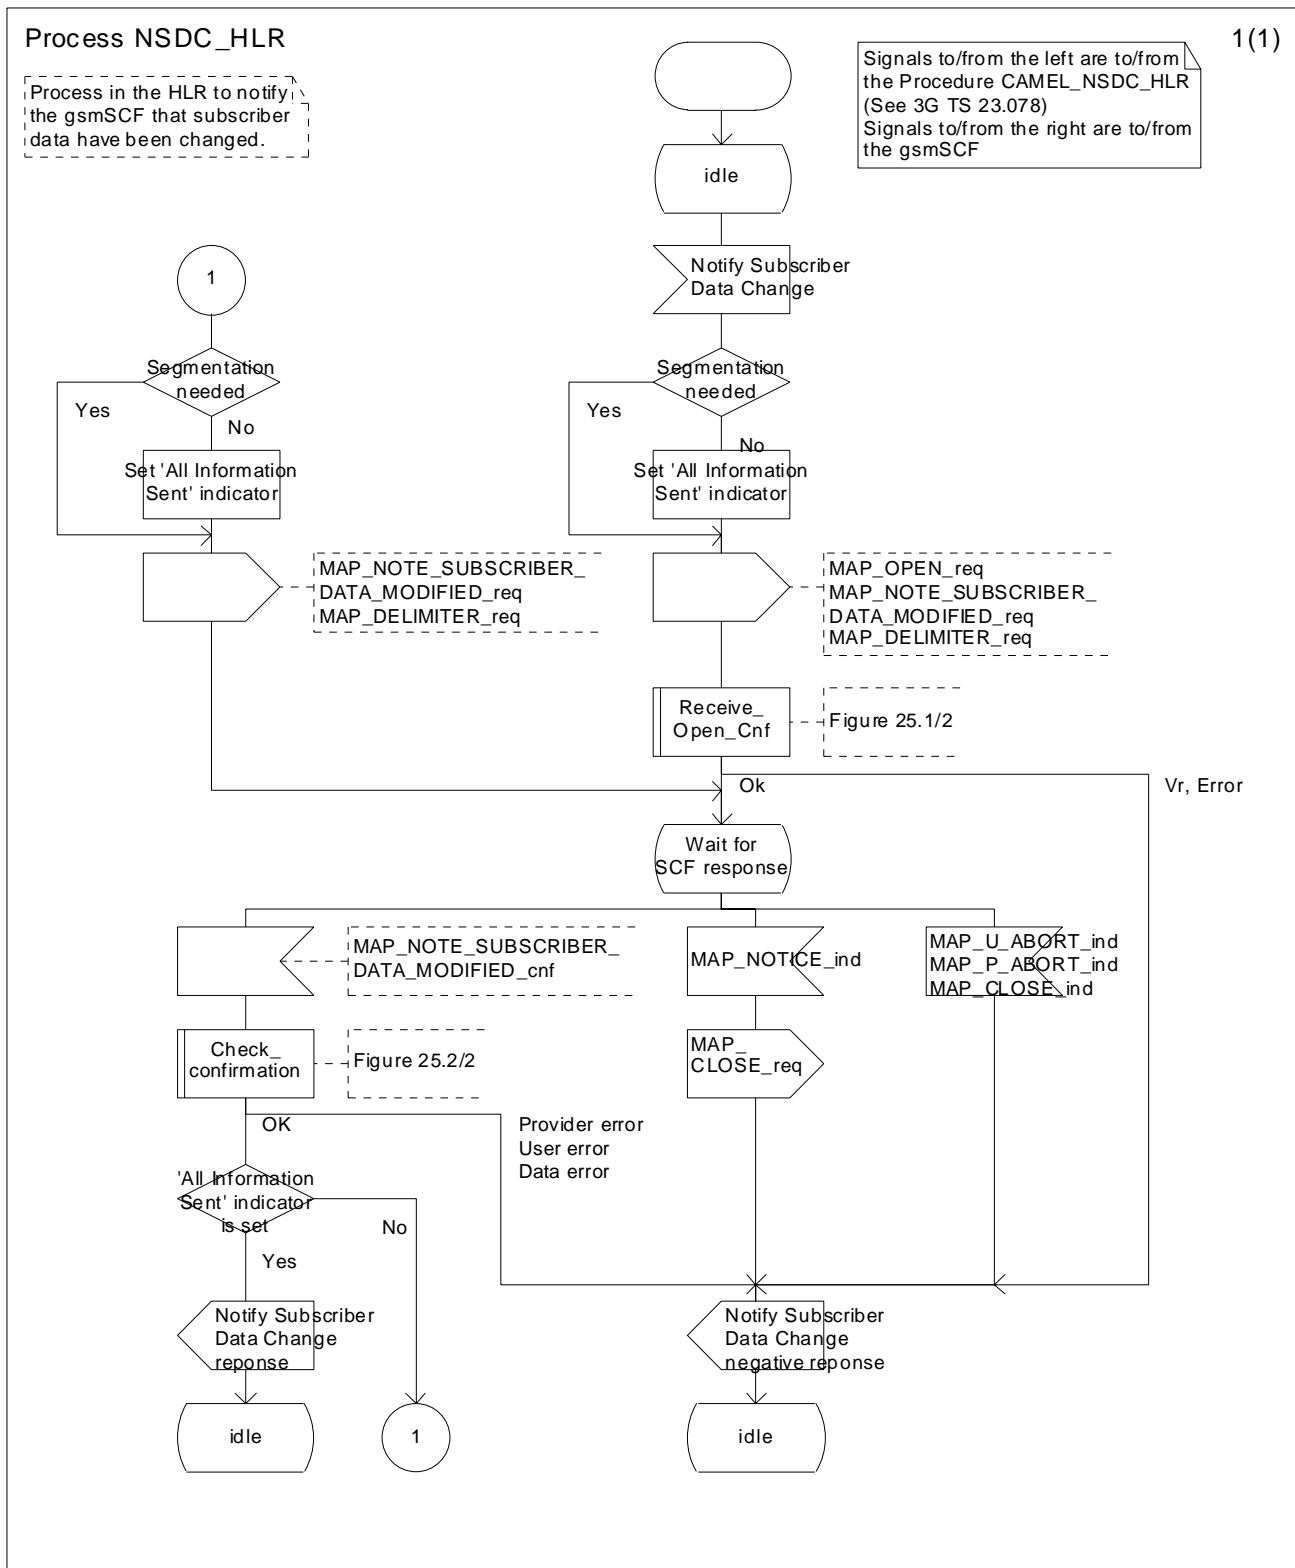 Process NSDC_HLR
1(1)
Process in the HLR to notify
the gsmSCF that subscriber
data have been changed.
Signals to/from the left are to/from
the Procedure CAMEL_NSDC_HLR
(See 3G TS 23.078)
Signals to/from the right are to/from
the gsmSCF
idle
Notify Subscriber
Data Change
1
Segmentation
needed
Yes
No
Set 'All Information
Sent' indicator
Segmentation
needed
Yes
No
Set 'All Information
Sent' indicator
MAP_NOTE_SUBSCRIBER_
DATA_MODIFIED_req
MAP_DELIMITER_req
MAP_OPEN_req
MAP_NOTE_SUBSCRIBER_
DATA_MODIFIED_req
MAP_DELIMITER_req
Receive_
Open_Cnf
Figure 25.1/2
Ok
Vr, Error
Wait for
SCF response
MAP_NOTE_SUBSCRIBER_
DATA_MODIFIED_cnf
MAP_NOTICE_ind
MAP_U_ABORT_ind
MAP_P_ABORT_ind
MAP_CLOSE_ind
Check_
confirmation
Figure 25.2/2
MAP_
CLOSE_req
OK
Provider error
User error
Data error
'All Information
Sent' indicator
is set
No
Yes
Notify Subscriber
Data Change
reponse
Notify Subscriber
Data Change
negative reponse
idle
1
idle